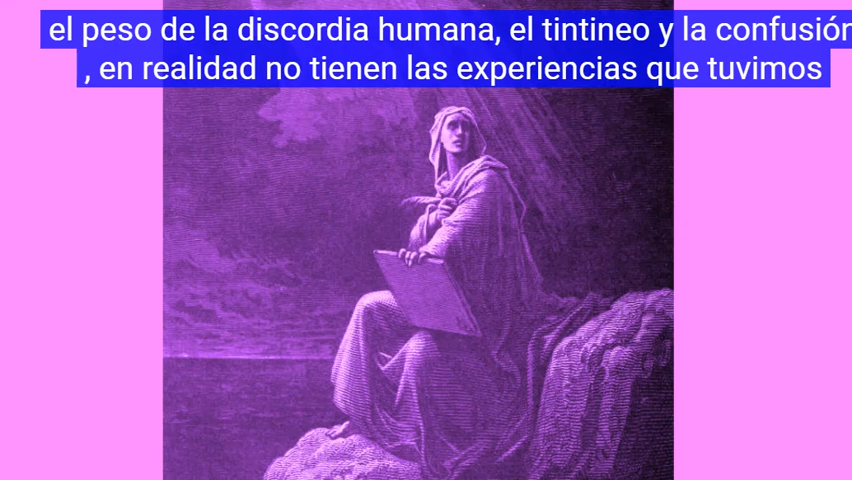 el peso de la discordia humana, el tintineo y la confusión
, en realidad no tienen las experiencias que tuvimos